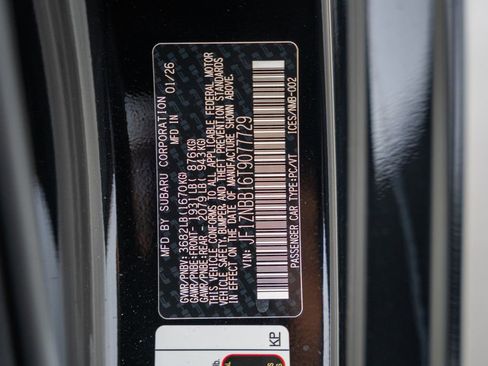 MFD BY SUBARU CORPORATION
MFD IN 01/26
GVWR/PNBV: 3682LB(1670KG)
GAWR/PNBE:FRONT- 1931LB( 876KG)
GAWR/PNBE:REAR - 2079LB( 943KG)
THIS VEHICLE CONFORMS TO ALL APPLICABLE FEDERAL MOTOR
VEHICLE SAFETY, BUMPER, AND THEFT PREVENTION STANDARDS
IN EFFECT ON THE DATE OF MANUFACTURE SHOWN ABOVE.
VIN: JF1ZNBB16T9077729
PASSENGER CAR TYPE:PC/VT ICES/NMB-002
KP